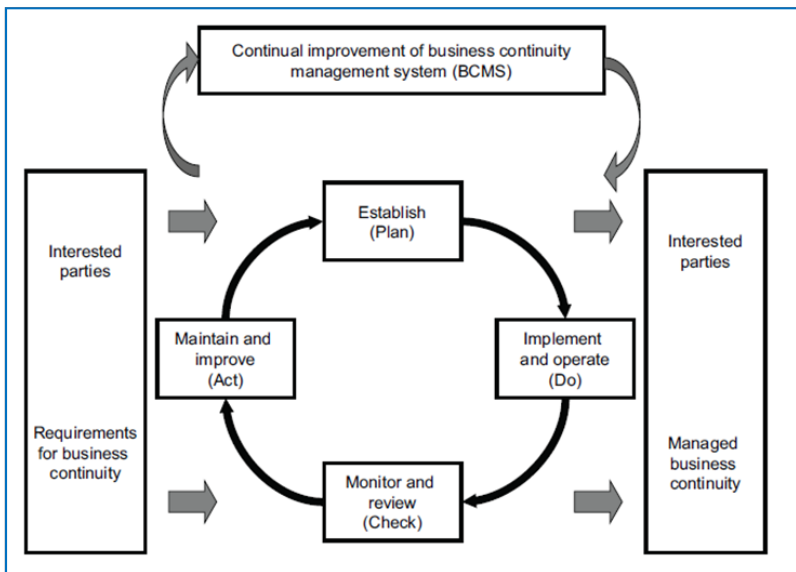 Continual improvement of business continuity
management system (BCMS)
Establish
(Plan)
Interested
parties
Interested
parties
Maintain and
improve
(Act)
Implement
and operate
(Do)
Requirements
for business
continuity
Managed
business
continuity
Monitor and
review
(Check)